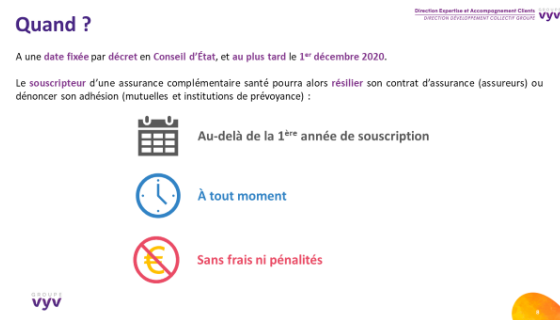 Direction Expertise et Accompagnement Clients
DIRECTION DÉVELOPPEMENT COLLECTIF GROUPE
GROUPE
vyv
Quand ?
A une date fixée par décret en Conseil d’État, et au plus tard le 1er décembre 2020.
Le souscripteur d’une assurance complémentaire santé pourra alors résilier son contrat d’assurance (assureurs) ou
dénoncer son adhésion (mutuelles et institutions de prévoyance) :
Au-delà de la 1ère année de souscription
À tout moment
€
Sans frais ni pénalités
GROUPE
vyv